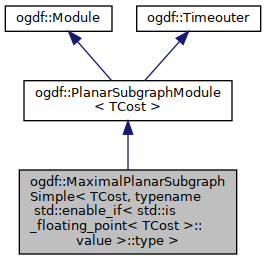 ogdf::Module
ogdf::Timeouter
ogdf::PlanarSubgraphModule
< TCost >
ogdf::MaximalPlanarSubgraph
Simple< TCost, typename
std::enable_if< std::is
_floating_point< TCost >::
value >::type >